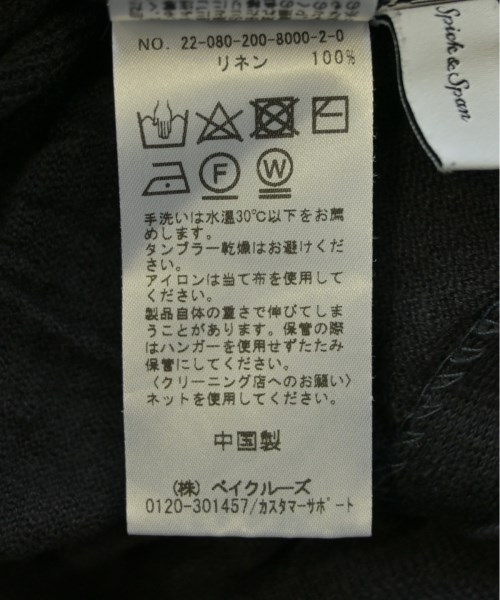 NO. 22-080-200-8000-2-0
リネン 100%
Spick & Span
F
W
手洗いは水温30℃以下をお薦
めします。
タンブラー乾燥はお避けくだ
さい。
アイロンは当て布を使用して
ください。
製品自体の重さで伸びてしま
うことがあります。保管の際
はハンガーを使用せずたたみ
保管にしてください。
〈クリーニング店へのお願い〉
ネットを使用してください。
中国製
(株) ベイクルーズ
0120-301457/カスタマーサポート